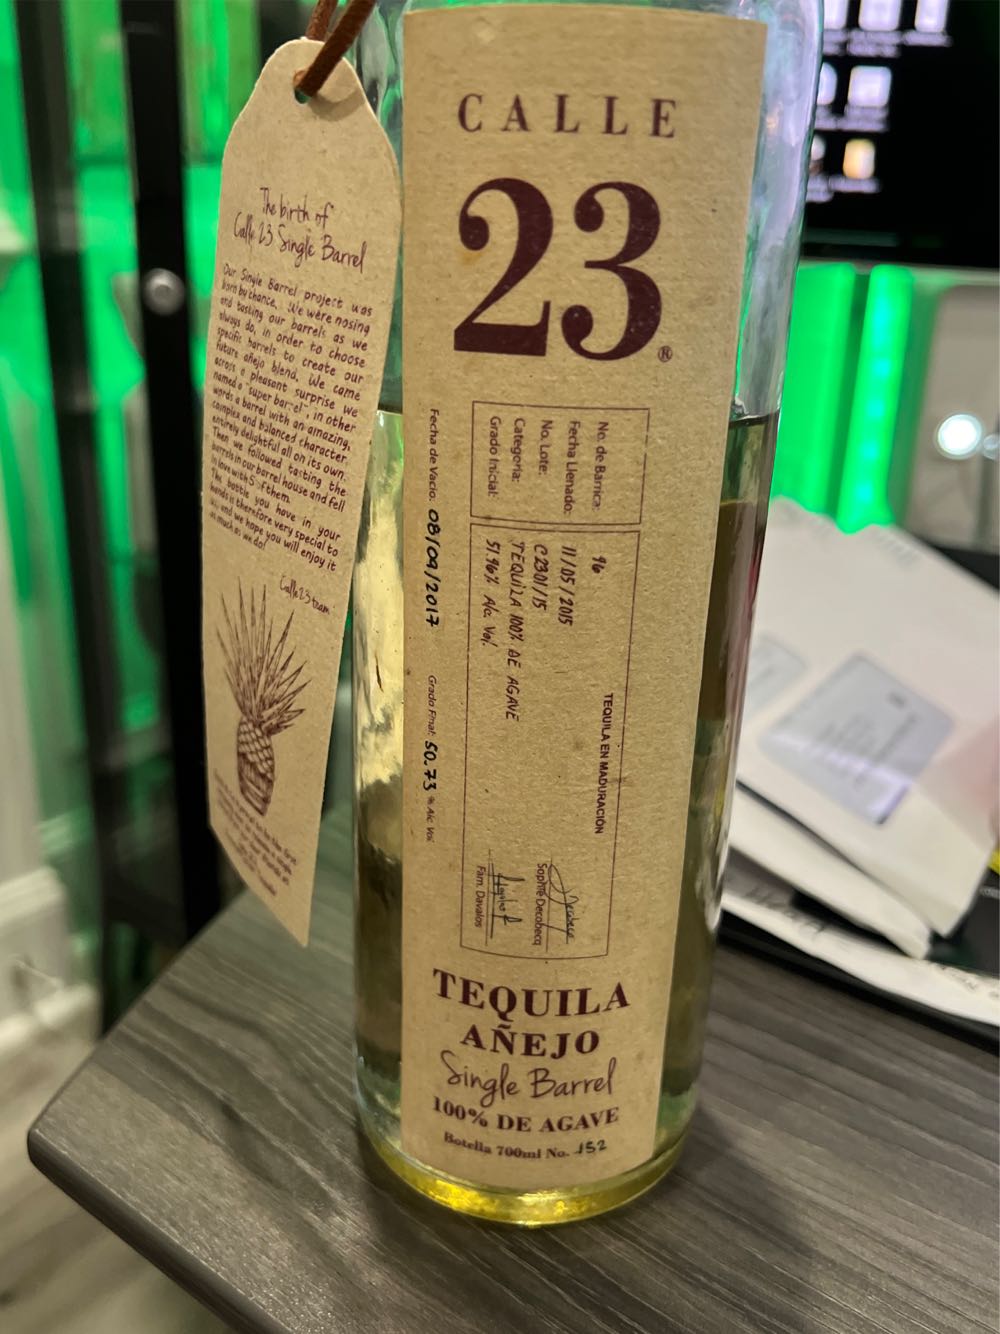 The birth of
Calle 23 Single Barrel
Our Single Barrel project was
born by chance. We were nosing
and tasting our barrels as we
always do, in order to choose
specific barrels to create our
future añejo blend. We came
across a pleasant surprise we
named a "super barrel", in other
words a barrel with an amazing,
complex and balanced character
entirely delightful all on its own.
Then we followed tasting the
barrels in our barrel house and fell
in love with 5 of them.
The bottle you have in your
hands is therefore very special to
us, and we hope you will enjoy it
as much as we do!
Calle 23 team
CALLE
23®
No. de Barrica: 96
Fecha Llenado: 11/05/2015
No. Lote: C2301/15
Categoría: TEQUILA 100% DE AGAVE
Grado Inicial: 51.96% Alc. Vol.
TEQUILA EN MADURACIÓN
Sophie Decobecq
Fam. Davalos
Fecha de Vacio: 08/09/2017 Grado Final: 50.73 % Alc Vol.
TEQUILA
AÑEJO
Single Barrel
100% DE AGAVE
Botella 700ml No. 152